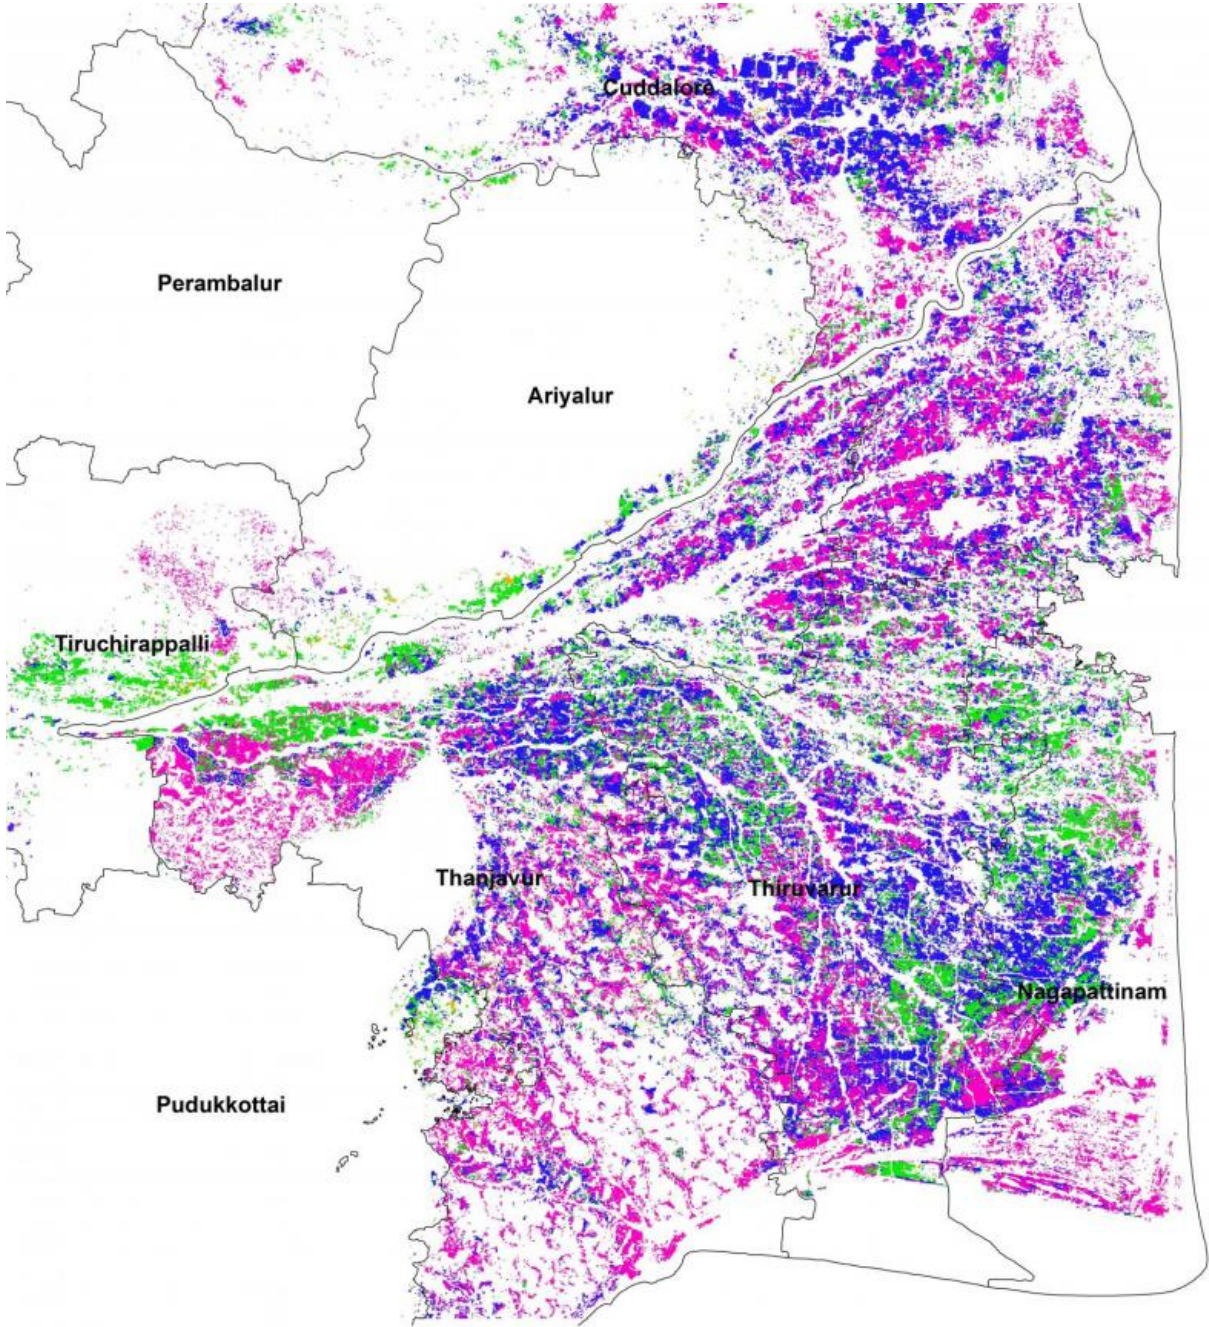 Cuddalore
Perambalur
Ariyalur
Tiruchirappalli
Thanjavur
Thiruvarur
Nagapattinam
Pudukkottai